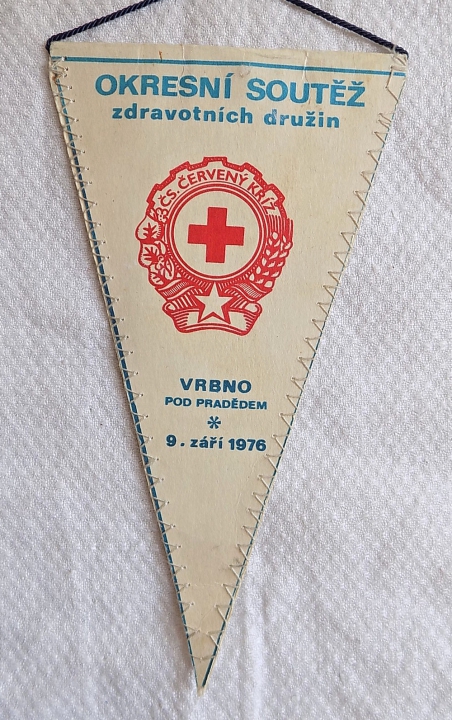 OKRESNÍ SOUTĚŽ
zdravotních družin
ČS. ČERVENÝ KŘÍŽ
VRBNO
POD PRADĚDEM
*
9. září 1976